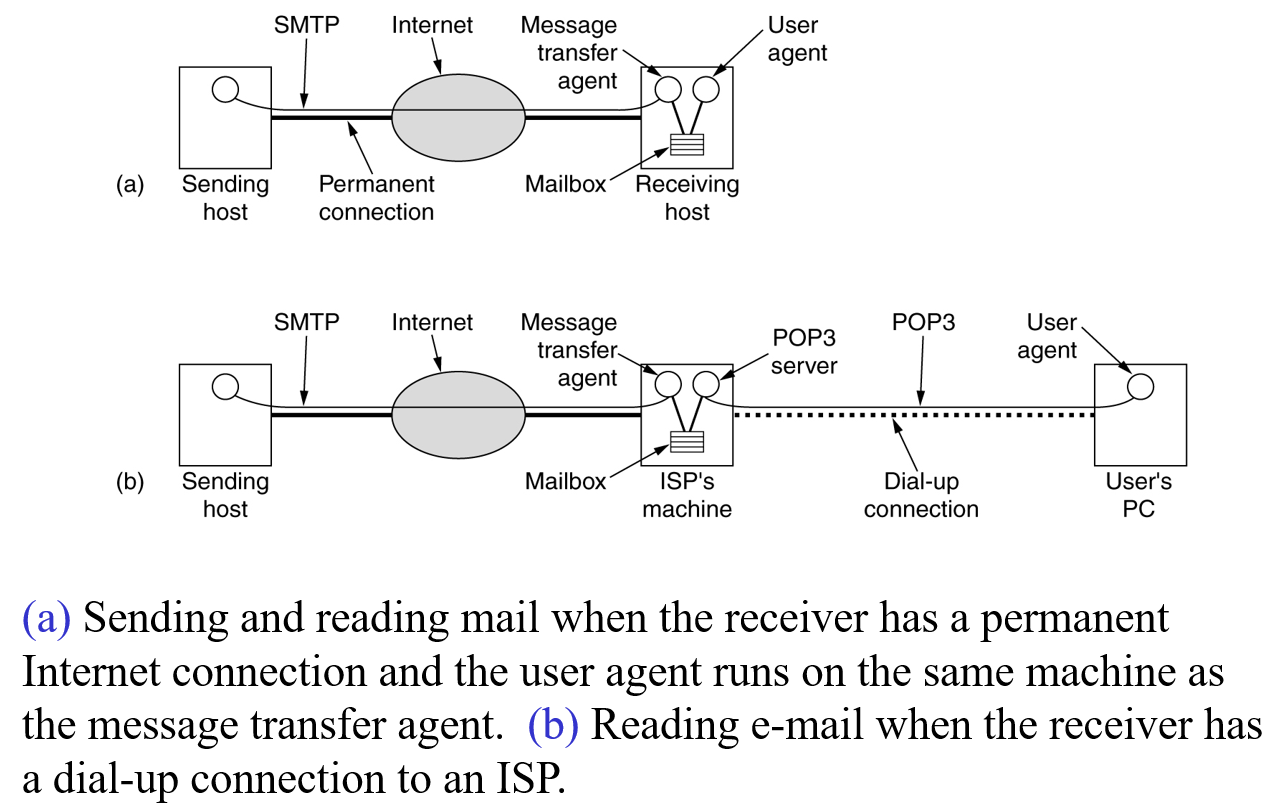 SMTP
Internet
Message
transfer
agent
User
agent
(a)
Sending
host
Permanent
connection
Mailbox
Receiving
host
SMTP
Internet
Message
transfer
agent
POP3
server
POP3
User
agent
(b)
Sending
host
Mailbox
ISP's
machine
Dial-up
connection
User's
PC
(a) Sending and reading mail when the receiver has a permanent
Internet connection and the user agent runs on the same machine as
the message transfer agent.  (b) Reading e-mail when the receiver has
a dial-up connection to an ISP.